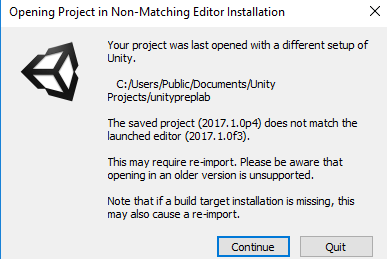 Opening Project in Non-Matching Editor Installation
Your project was last opened with a different setup of
Unity.
C:/Users/Public/Documents/Unity
Projects/unitypreplab
The saved project (2017.1.0p4) does not match the
launched editor (2017.1.0f3).
This may require re-import. Please be aware that
opening in an older version is unsupported.
Note that if a build target installation is missing, this
may also cause a re-import.
Continue
Quit